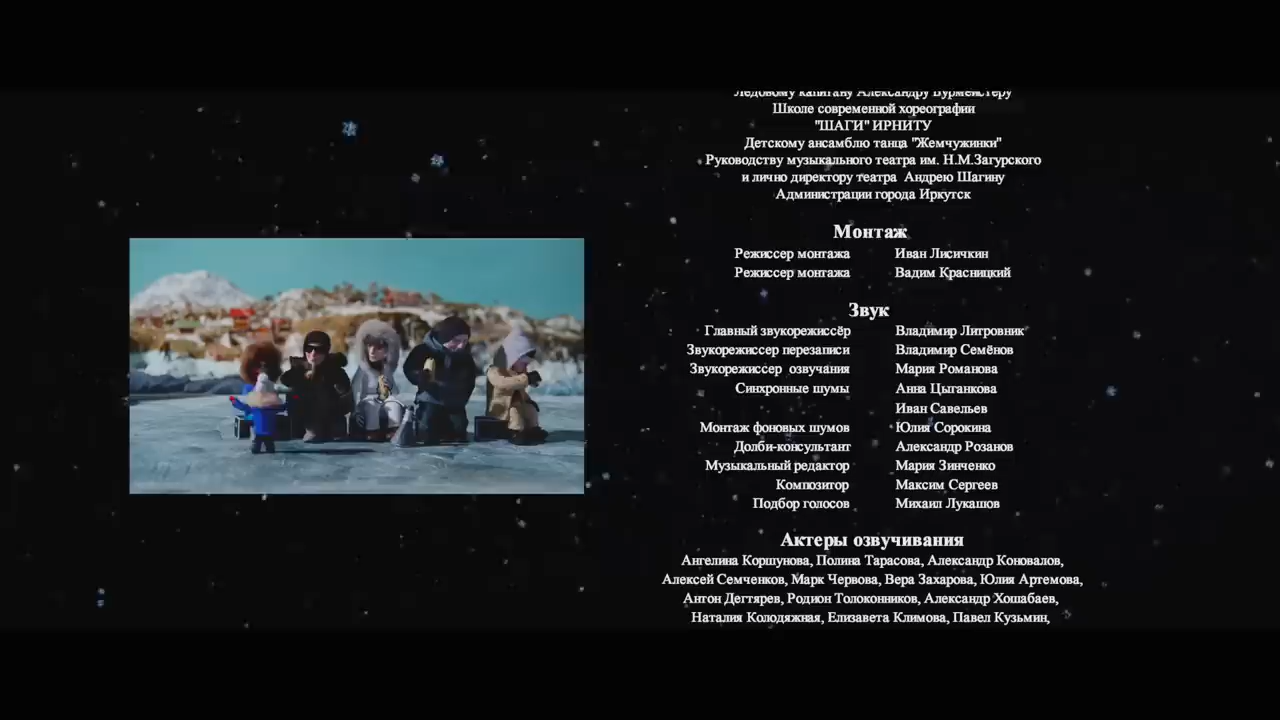 Ледовому капитану Александру Бурмейстеру
Школе современной хореографии
"ШАГИ" ИРНИТУ
Детскому ансамблю танца "Жемчужинки"
Руководству музыкального театра им. Н.М.Загурского
и лично директору театра Андрею Шагину
Администрации города Иркутск
Монтаж
Режиссер монтажа Иван Лисичкин
Режиссер монтажа Вадим Красницкий
Звук
Главный звукорежиссёр Владимир Литровник
Звукорежиссер перезаписи Владимир Семёнов
Звукорежиссер озвучания Мария Романова
Синхронные шумы Анна Цыганкова
Иван Савельев
Монтаж фоновых шумов Юлия Сорокина
Долби-консультант Александр Розанов
Музыкальный редактор Мария Зинченко
Композитор Максим Сергеев
Подбор голосов Михаил Лукашов
Актеры озвучивания
Ангелина Коршунова, Полина Тарасова, Александр Коновалов,
Алексей Семченков, Марк Червова, Вера Захарова, Юлия Артемова,
Антон Дегтярев, Родион Толоконников, Александр Хошабаев,
Наталия Колодяжная, Елизавета Климова, Павел Кузьмин,